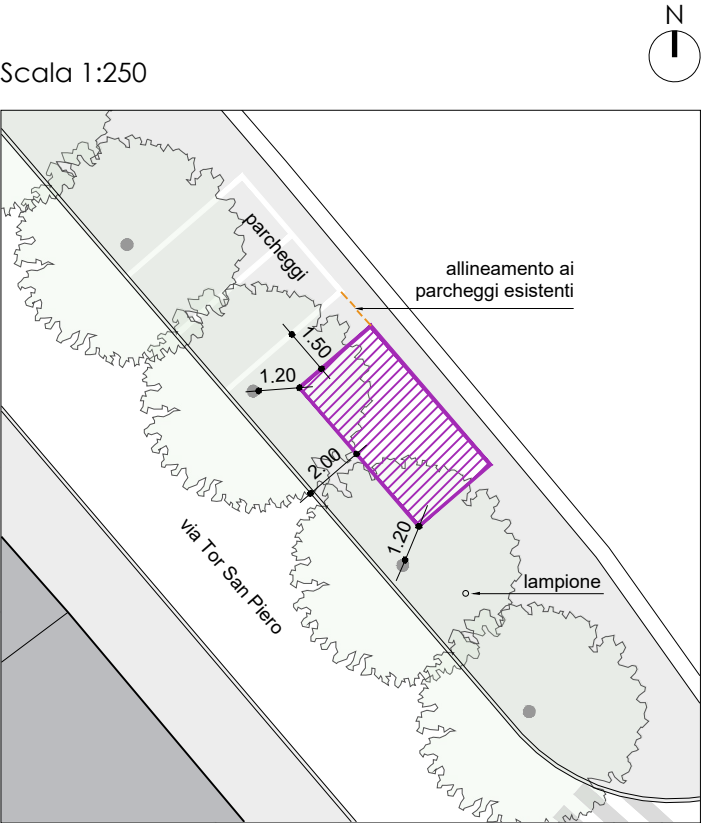 N
Scala 1:250
parcheggi
allineamento ai
parcheggi esistenti
1.50
1.20
2.00
1.20
via Tor San Piero
lampione